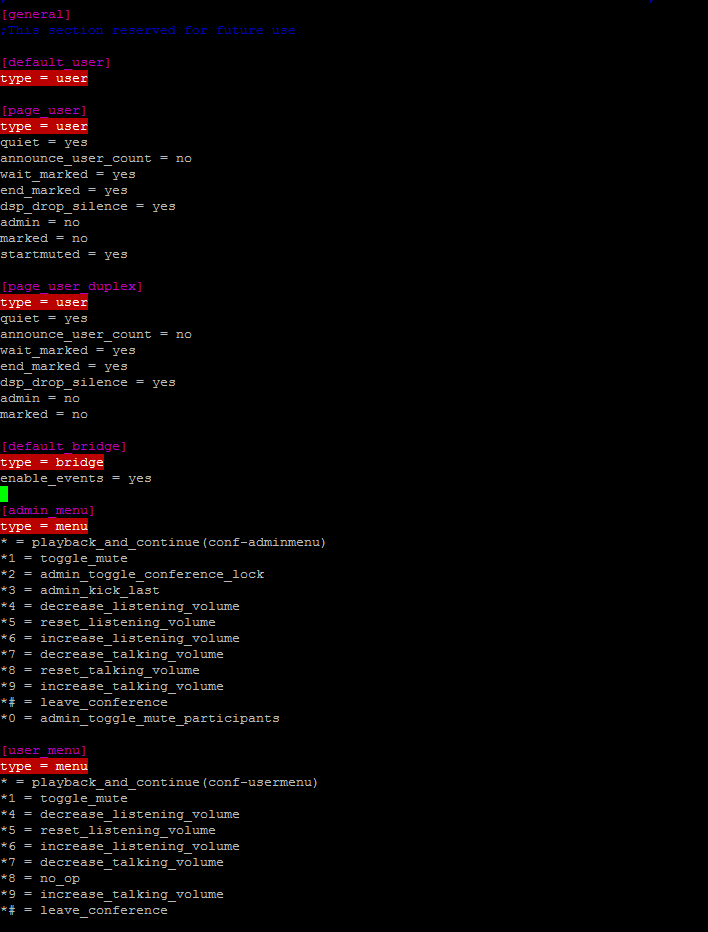 [general]
;This section reserved for future use
[default_user]
type = user
[page_user]
type = user
quiet = yes
announce_user_count = no
wait_marked = yes
end_marked = yes
dsp_drop_silence = yes
admin = no
marked = no
startmuted = yes
[page_user_duplex]
type = user
quiet = yes
announce_user_count = no
wait_marked = yes
end_marked = yes
dsp_drop_silence = yes
admin = no
marked = no
[default_bridge]
type = bridge
enable_events = yes
[admin_menu]
type = menu
* = playback_and_continue(conf-adminmenu)
*1 = toggle_mute
*2 = admin_toggle_conference_lock
*3 = admin_kick_last
*4 = decrease_listening_volume
*5 = reset_listening_volume
*6 = increase_listening_volume
*7 = decrease_talking_volume
*8 = reset_talking_volume
*9 = increase_talking_volume
*# = leave_conference
*0 = admin_toggle_mute_participants
[user_menu]
type = menu
* = playback_and_continue(conf-usermenu)
*1 = toggle_mute
*4 = decrease_listening_volume
*5 = reset_listening_volume
*6 = increase_listening_volume
*7 = decrease_talking_volume
*8 = no_op
*9 = increase_talking_volume
*# = leave_conference